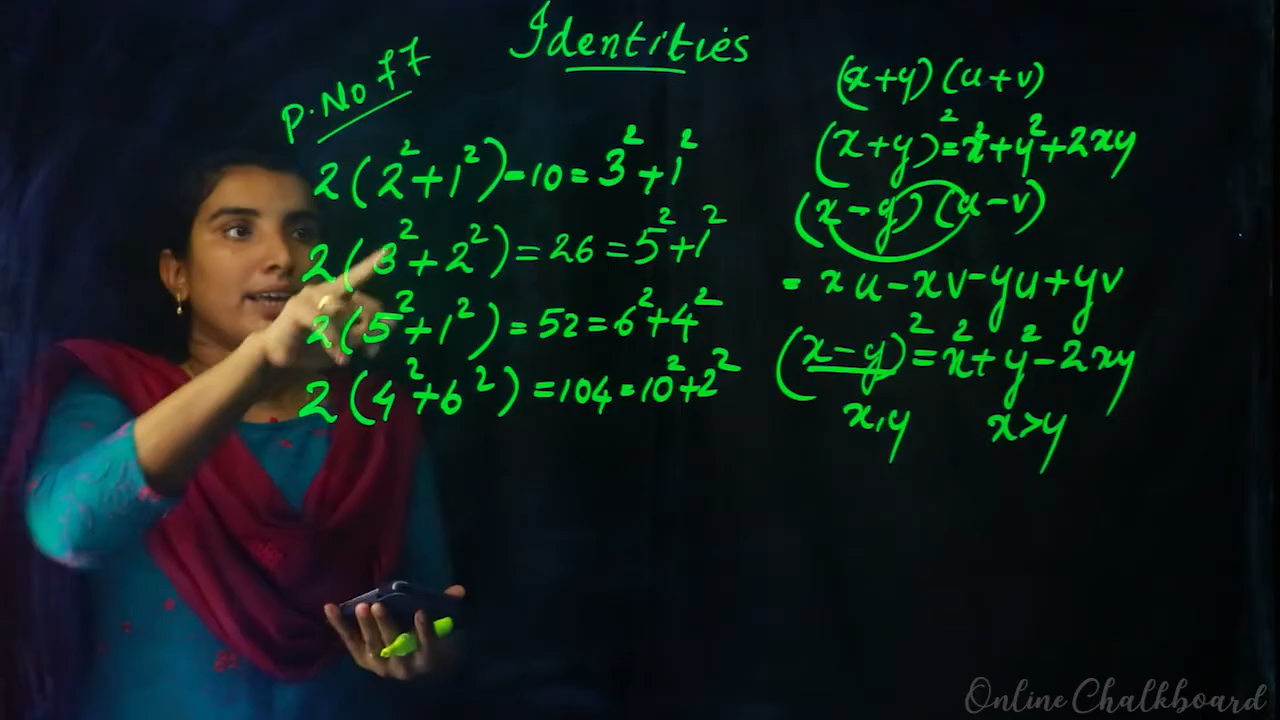 Identities
P.No 77
2(2²+1²)=10=3²+1²
2(3²+2²)=26=5²+1²
2(5²+1²)=52=6²+4²
2(4²+6²)=104=10²+2²
(x+y)(u+v)
(x+y)²=x²+y²+2xy
(x-y)(u-v)
= xu-xv-yu+yv
(x-y)²=x²+y²-2xy
x,y x>y
Online Chalkboard